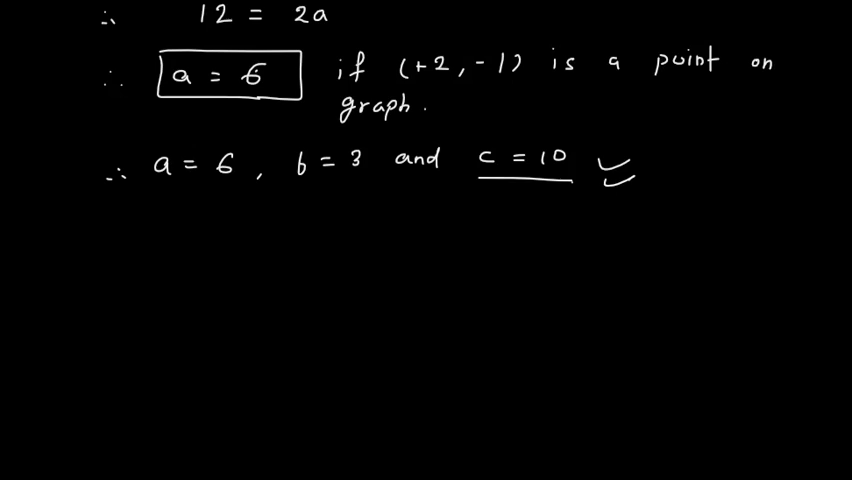 ∴ 12 = 2a
∴ a = 6 if (+2, -1) is a point on
graph.
∴ a = 6, b = 3 and c = 10